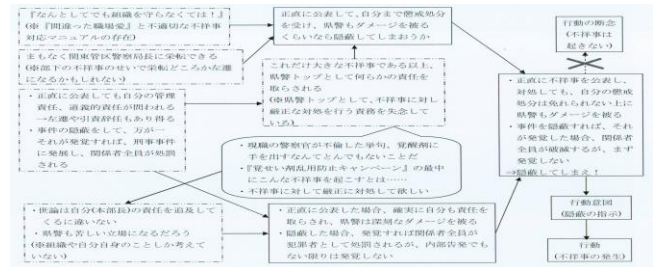 『なんとしてでも組織を守らなくては！』
（※『間違った職場愛』と不適切な不祥事
対応マニュアルの存在）
まもなく関東管区警察局長に栄転できる
（※部下の不祥事のせいで栄転どころか左遷
になるかもしれない）
・正直に公表しても自分の管理
責任、道義的責任が問われる
→左遷や引責辞任もあり得る
・事件の隠蔽をして、万が一
それが発覚すれば、刑事事件
に発展し、関係者全員が処罰
される
正直に公表して、自分まで懲戒処分
を受け、県警もダメージを被る
くらいなら隠蔽してしまおうか
これだけ大きな不祥事である以上、
県警トップとして何らかの責任を
取らされる
（※県警トップとして、不祥事に対し
厳正な対処を行う責務を失念して
いる）
・現職の警察官が不倫した挙句、覚醒剤に
手を出すなんてとんでもないことだ
・『覚せい剤乱用防止キャンペーン』の最中
にこんな不祥事を起こすとは……
・不祥事に対して厳正に対処して欲しい
・世論は自分（本部長）の責任を追及して
くるに違いない
・県警も苦しい立場になるだろう
（※組織や自分自身のことしか考えて
いない）
・正直に公表した場合、確実に自分も責任を
取らされ、県警は深刻なダメージを被る
・隠蔽した場合、発覚すれば関係者全員が
犯罪者として処罰されるが、内部告発でも
ない限りは発覚しない
行動の断念
（不祥事は
起きない）
・正直に不祥事を公表し、
対処しても、自分の懲戒
処分は免れられない上に
県警もダメージを被る
・事件を隠蔽すれば、それ
が発覚した場合、関係者
全員が破滅するが、まず
発覚しない
⇒隠蔽してしまえ！
行動意図
（隠蔽の指示）
行動
（不祥事の発生）